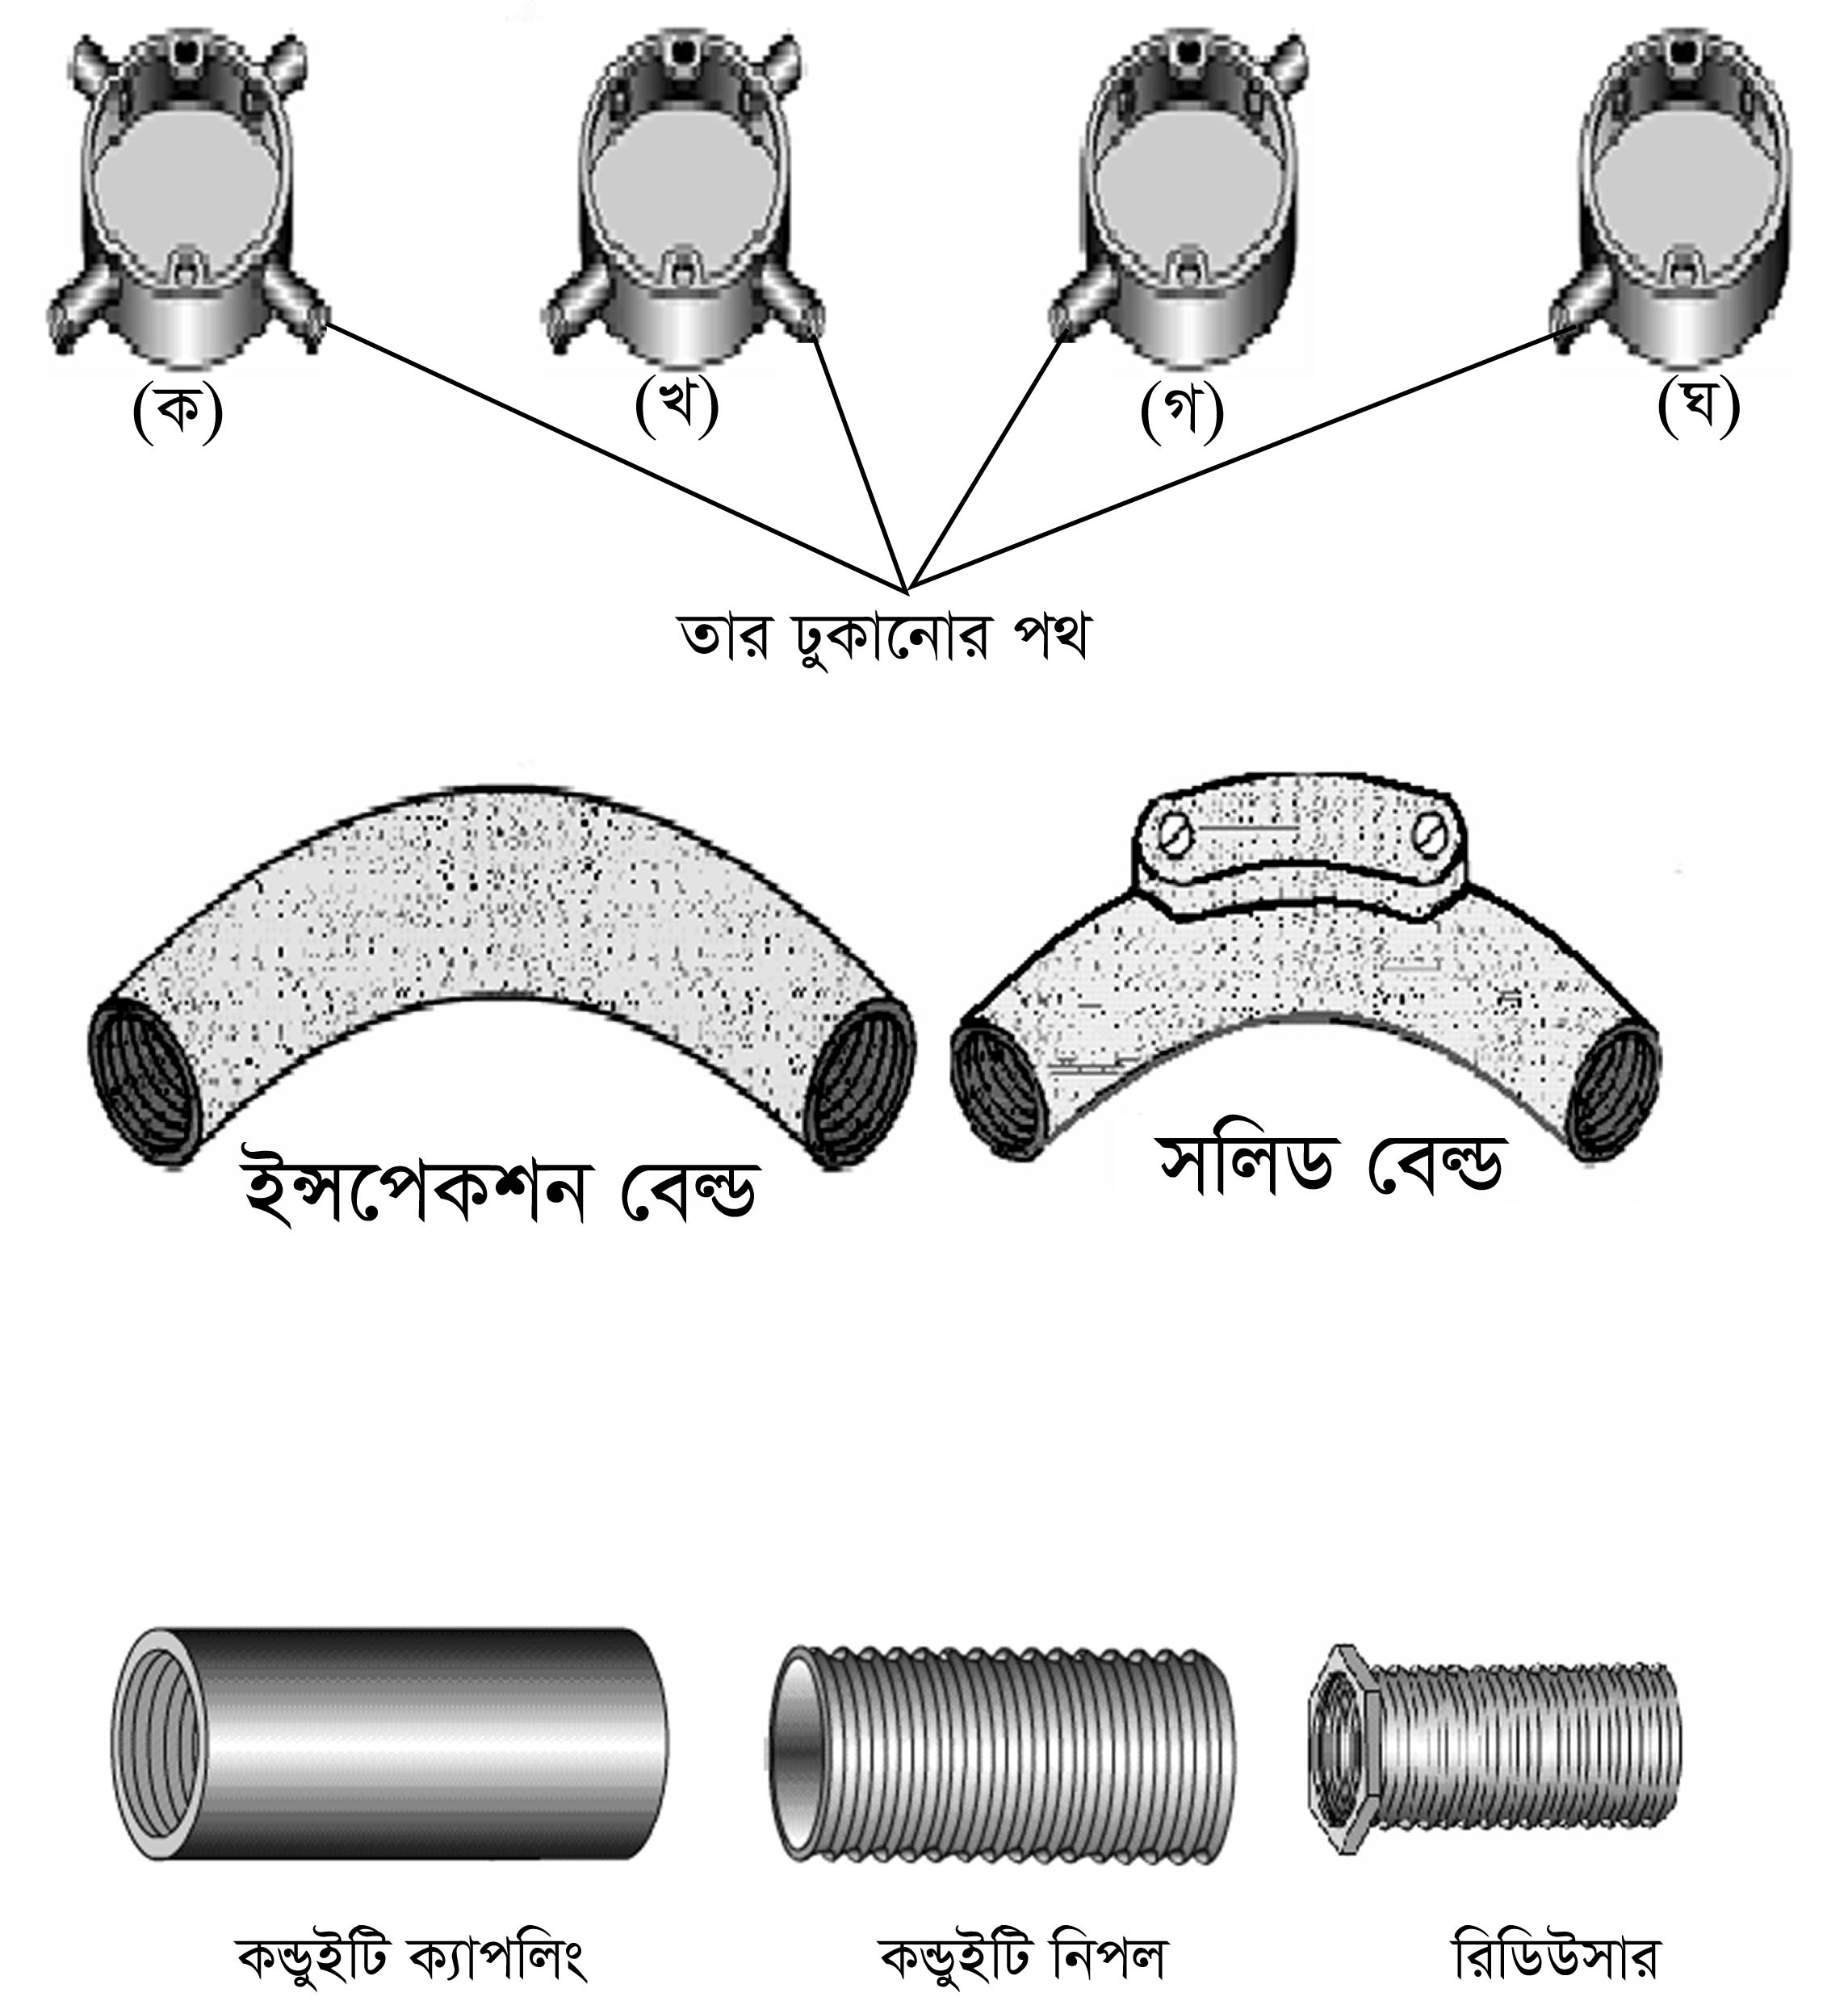 (ক) (খ) (গ) (ঘ)
তার ঢুকানোর পথ
ইন্সপেকশন বেল্ড সলিড বেল্ড
কন্ডুইটি ক্যাপলিং কন্ডুইটি নিপল রিডিউসার